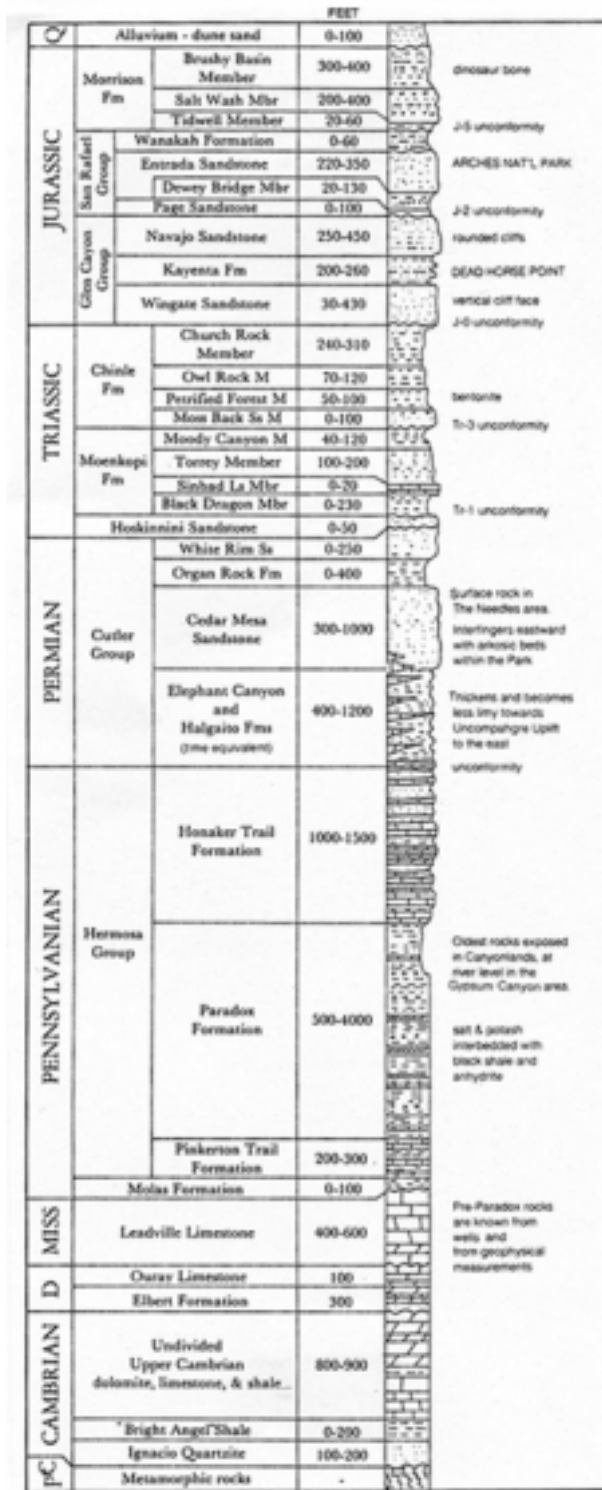 FEET
Q
Alluvium - dune sand 0-100
JURASSIC
Morrison
Fm
Brushy Basin
Member
300-400
dinosaur bone
Salt Wash Mbr 200-400
Tidwell Member 20-60
J-5 unconformity
San Rafael
Group
Wanakah Formation 0-60
Entrada Sandstone 220-350
ARCHES NAT'L PARK
Dewey Bridge Mbr 20-130
Page Sandstone 0-100
J-2 unconformity
Glen Cayon
Group
Navajo Sandstone 250-450
rounded cliffs
Kayenta Fm 200-260
DEAD HORSE POINT
Wingate Sandstone 30-430
vertical cliff face
J-0 unconformity
TRIASSIC
Chinle
Fm
Church Rock
Member
240-310
Owl Rock M 70-120
Petrified Forest M 50-100
bentonite
Moss Back Ss M 0-100
Tr-3 unconformity
Moenkopi
Fm
Moody Canyon M 40-120
Torrey Member 100-200
Sinbad Ls Mbr 0-20
Black Dragon Mbr 0-230
Tr-1 unconformity
Hoskinnini Sandstone 0-50
PERMIAN
Cutler
Group
White Rim Ss 0-250
Organ Rock Fm 0-400
Cedar Mesa
Sandstone
300-1000
Surface rock in
The Needles area.
Interfingers eastward
with arkosic beds
within the Park
Elephant Canyon
and
Halgaito Fms
(time equivalent)
400-1200
Thickens and becomes
less limy towards
Uncompahgre Uplift
to the east
unconformity
PENNSYLVANIAN
Hermosa
Group
Honaker Trail
Formation
1000-1500
Paradox
Formation
500-4000
Oldest rocks exposed
in Canyonlands, at
river level in the
Gypsum Canyon area.
salt & potash
interbedded with
black shale and
anhydrite
Pinkerton Trail
Formation
200-300
Molas Formation 0-100
MISS
Leadville Limestone 400-600
Pre-Paradox rocks
are known from
wells and
from geophysical
measurements
D
Ouray Limestone 100
Elbert Formation 300
CAMBRIAN
Undivided
Upper Cambrian
dolomite, limestone, & shale
800-900
Bright Angel Shale 0-200
Ignacio Quartzite 100-200
pC
Metamorphic rocks -